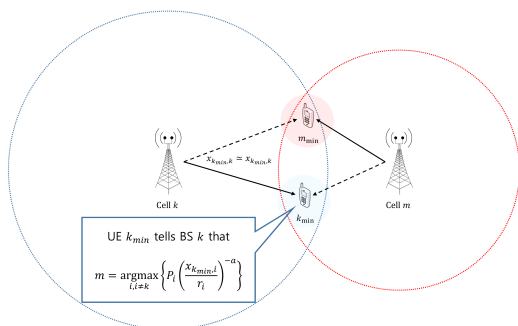 m_min
x_{k_min,k} ≃ x_{k_min,k}
Cell k
Cell m
k_min
UE k_min tells BS k that
m = argmax_{i,i≠k} { P_i ( x_{k_min,i} / r_i )^{-a} }